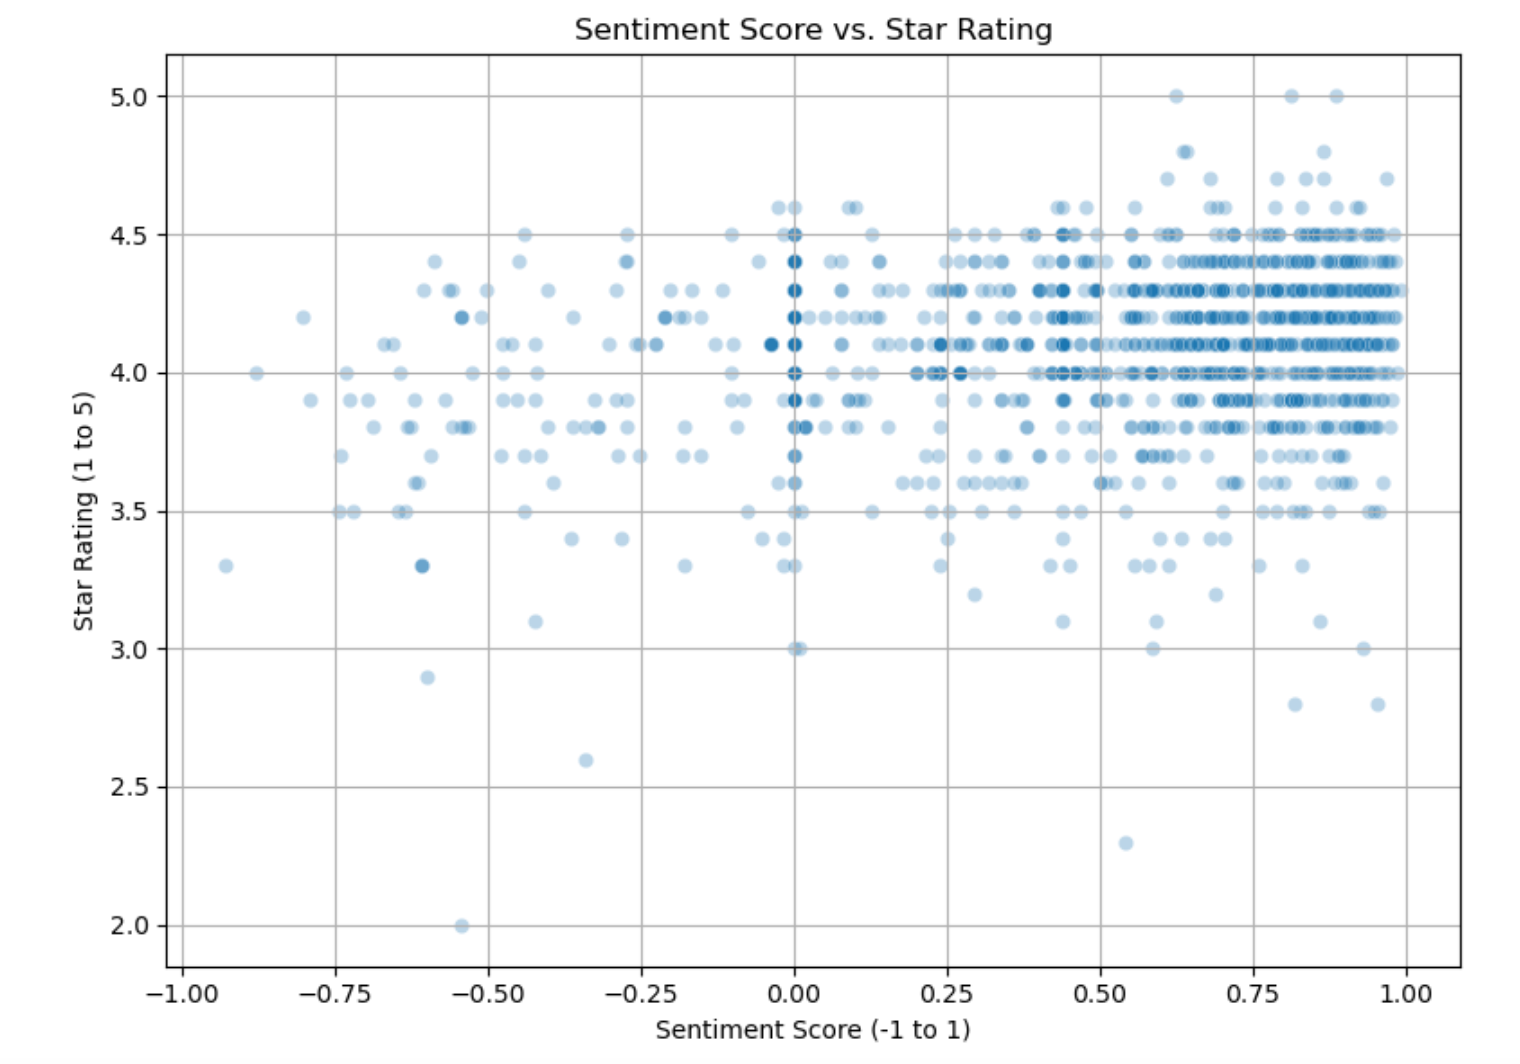 Sentiment Score vs. Star Rating
Star Rating (1 to 5)
5.0
4.5
4.0
3.5
3.0
2.5
2.0
−1.00 −0.75 −0.50 −0.25 0.00 0.25 0.50 0.75 1.00
Sentiment Score (-1 to 1)